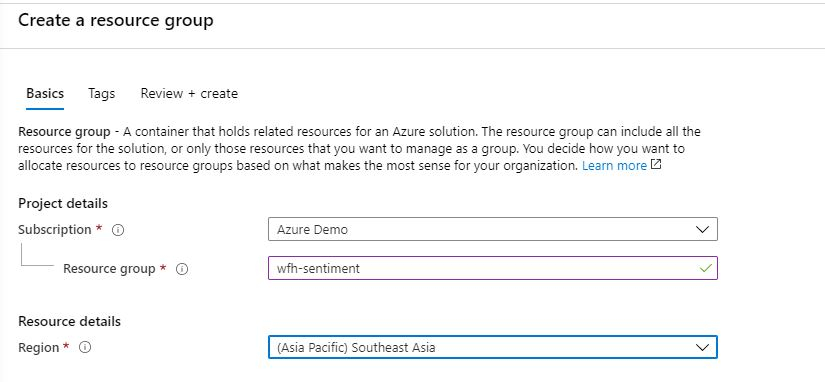 Create a resource group
Basics Tags Review + create
Resource group - A container that holds related resources for an Azure solution. The resource group can include all the
resources for the solution, or only those resources that you want to manage as a group. You decide how you want to
allocate resources to resource groups based on what makes the most sense for your organization. Learn more
Project details
Subscription * Azure Demo
Resource group * wfh-sentiment
Resource details
Region * (Asia Pacific) Southeast Asia